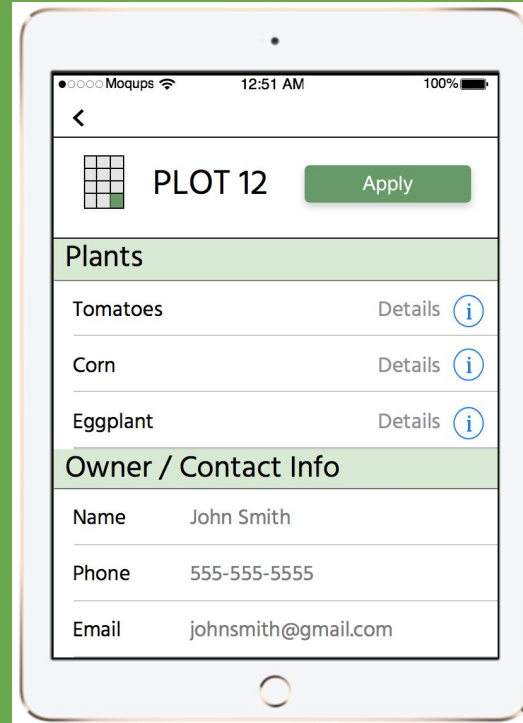 Moqups 12:51 AM 100%
PLOT 12 Apply
Plants
Tomatoes Details i
Corn Details i
Eggplant Details i
Owner / Contact Info
Name John Smith
Phone 555-555-5555
Email johnsmith@gmail.com